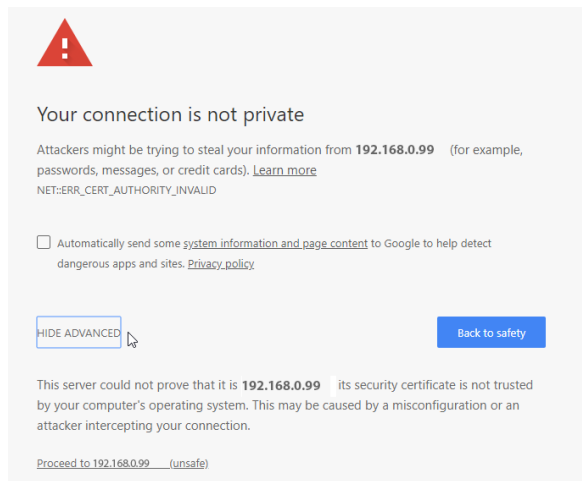 Your connection is not private
Attackers might be trying to steal your information from 192.168.0.99 (for example,
passwords, messages, or credit cards). Learn more
NET::ERR_CERT_AUTHORITY_INVALID
Automatically send some system information and page content to Google to help detect
dangerous apps and sites. Privacy policy
HIDE ADVANCED
Back to safety
This server could not prove that it is 192.168.0.99 its security certificate is not trusted
by your computer's operating system. This may be caused by a misconfiguration or an
attacker intercepting your connection.
Proceed to 192.168.0.99 (unsafe)